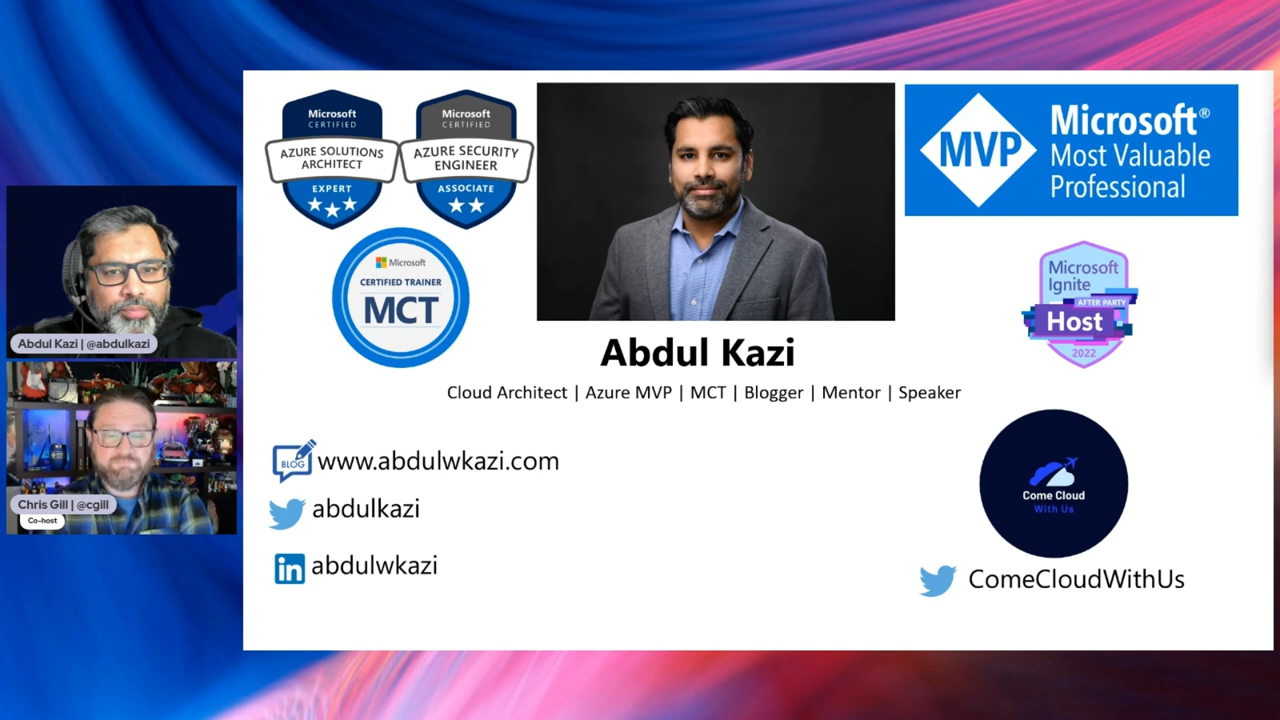 Microsoft
CERTIFIED
AZURE SOLUTIONS
ARCHITECT
EXPERT
Microsoft
CERTIFIED
AZURE SECURITY
ENGINEER
ASSOCIATE
Microsoft
CERTIFIED TRAINER
MCT
MVP
Microsoft®
Most Valuable
Professional
Microsoft
Ignite
AFTER PARTY
Host
2022
Abdul Kazi | @abdulkazi
Chris Gill | @cgill
Co-host
Abdul Kazi
Cloud Architect | Azure MVP | MCT | Blogger | Mentor | Speaker
BLOG
www.abdulwkazi.com
abdulkazi
in
abdulwkazi
Come Cloud
With Us
ComeCloudWithUs